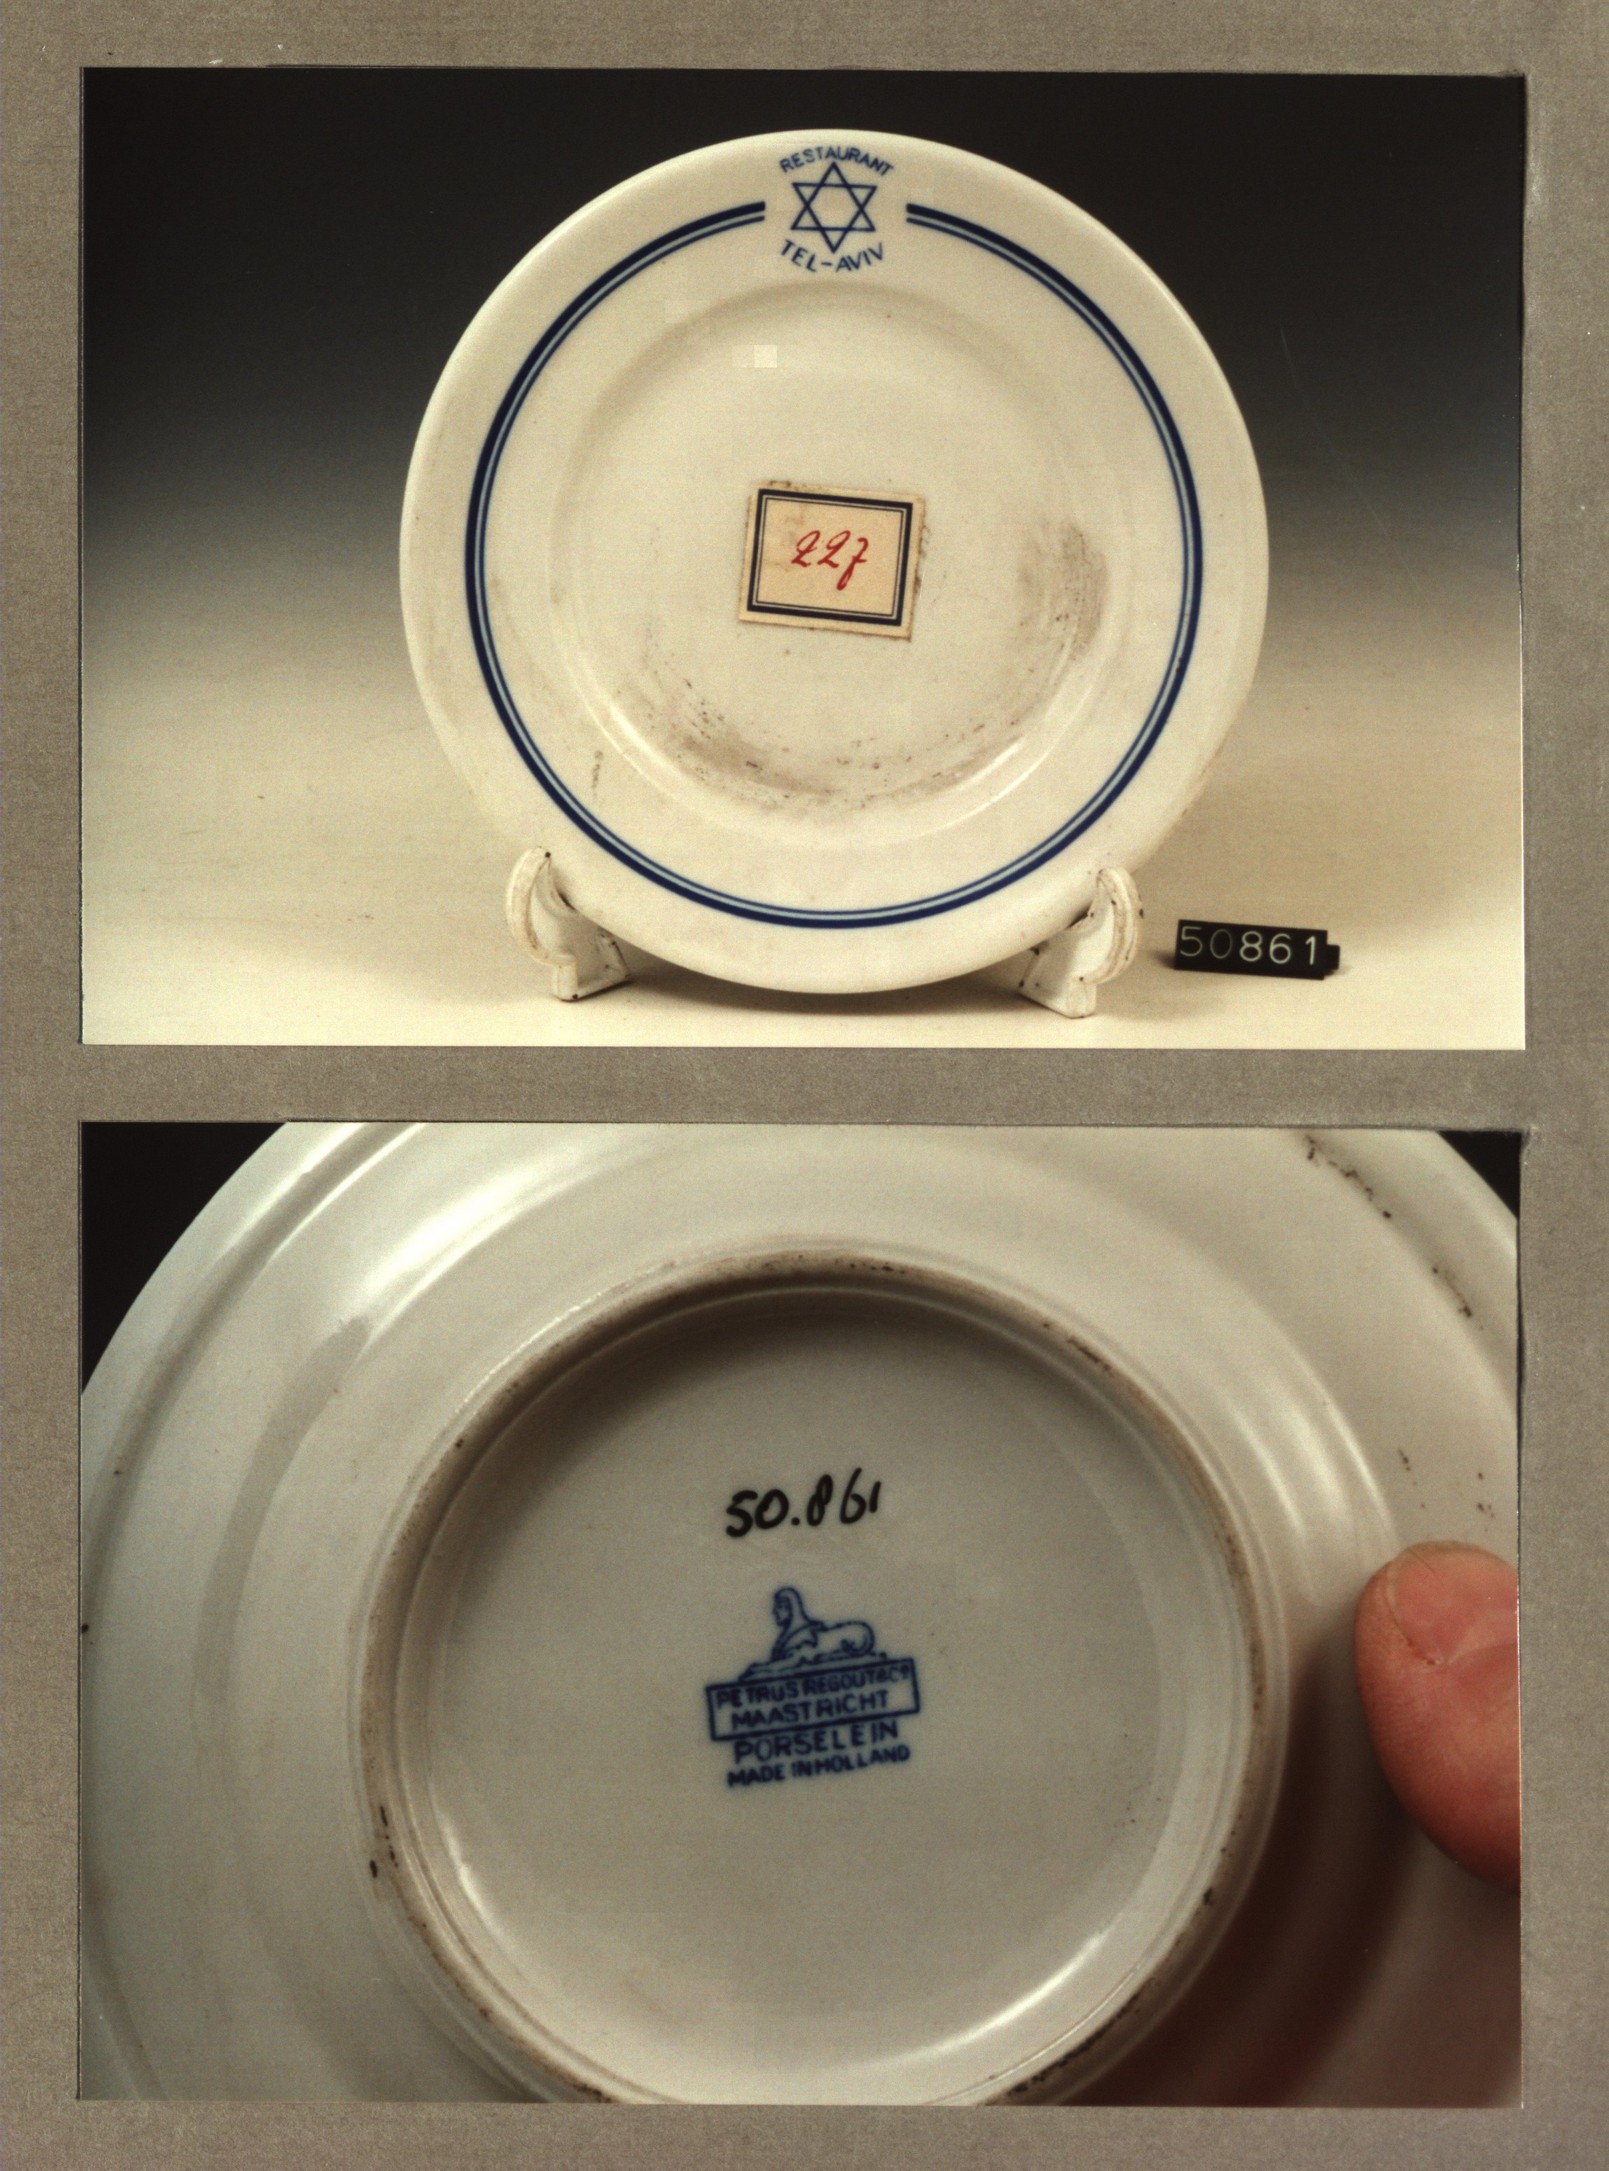 RESTAURANT
TEL-AVIV
227
50861
50.861
PETRUS REGOUT&Co
MAASTRICHT
PORSELEIN
MADE IN HOLLAND